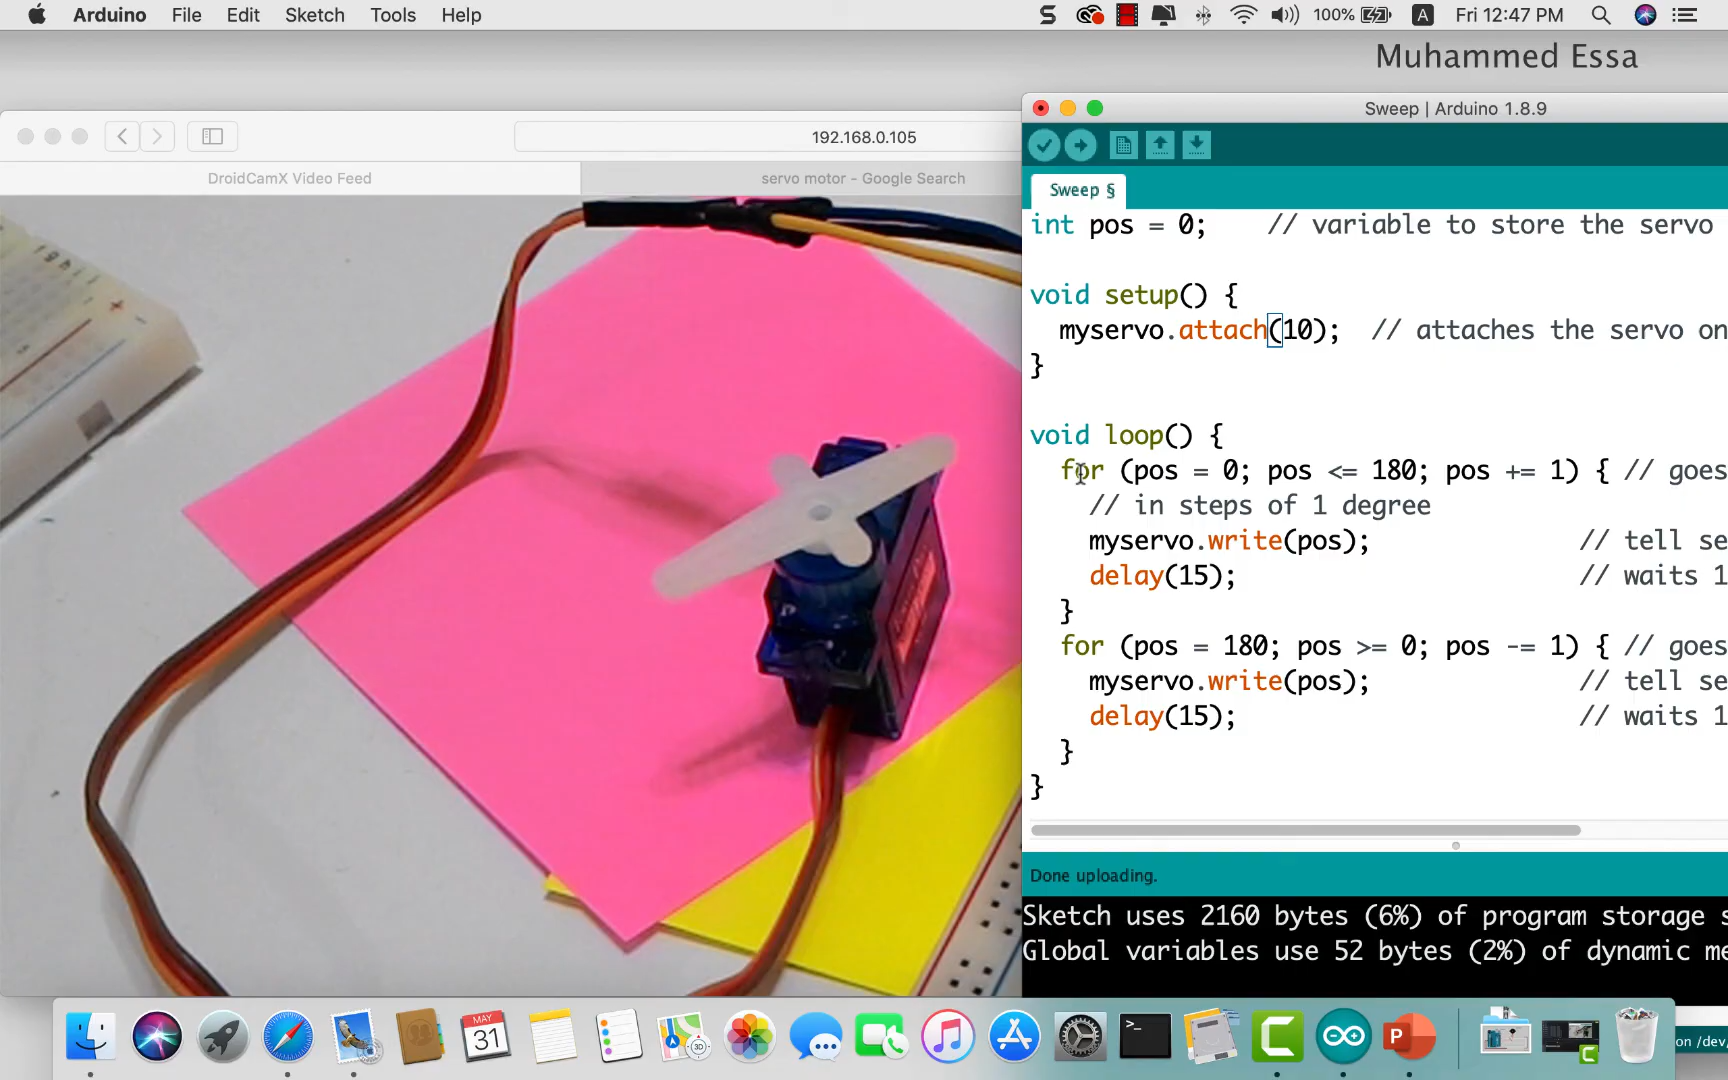 Arduino File Edit Sketch Tools Help
100% A Fri 12:47 PM
Muhammed Essa
192.168.0.105
DroidCamX Video Feed
servo motor - Google Search
Sweep | Arduino 1.8.9
Sweep §
int pos = 0;    // variable to store the servo
void setup() {
myservo.attach(10);  // attaches the servo on
}
void loop() {
for (pos = 0; pos <= 180; pos += 1) { // goes
// in steps of 1 degree
myservo.write(pos);              // tell se
delay(15);                       // waits 1
}
for (pos = 180; pos >= 0; pos -= 1) { // goes
myservo.write(pos);              // tell se
delay(15);                       // waits 1
}
}
Done uploading.
Sketch uses 2160 bytes (6%) of program storage s
Global variables use 52 bytes (2%) of dynamic me
MAY
31
3D
on /dev/